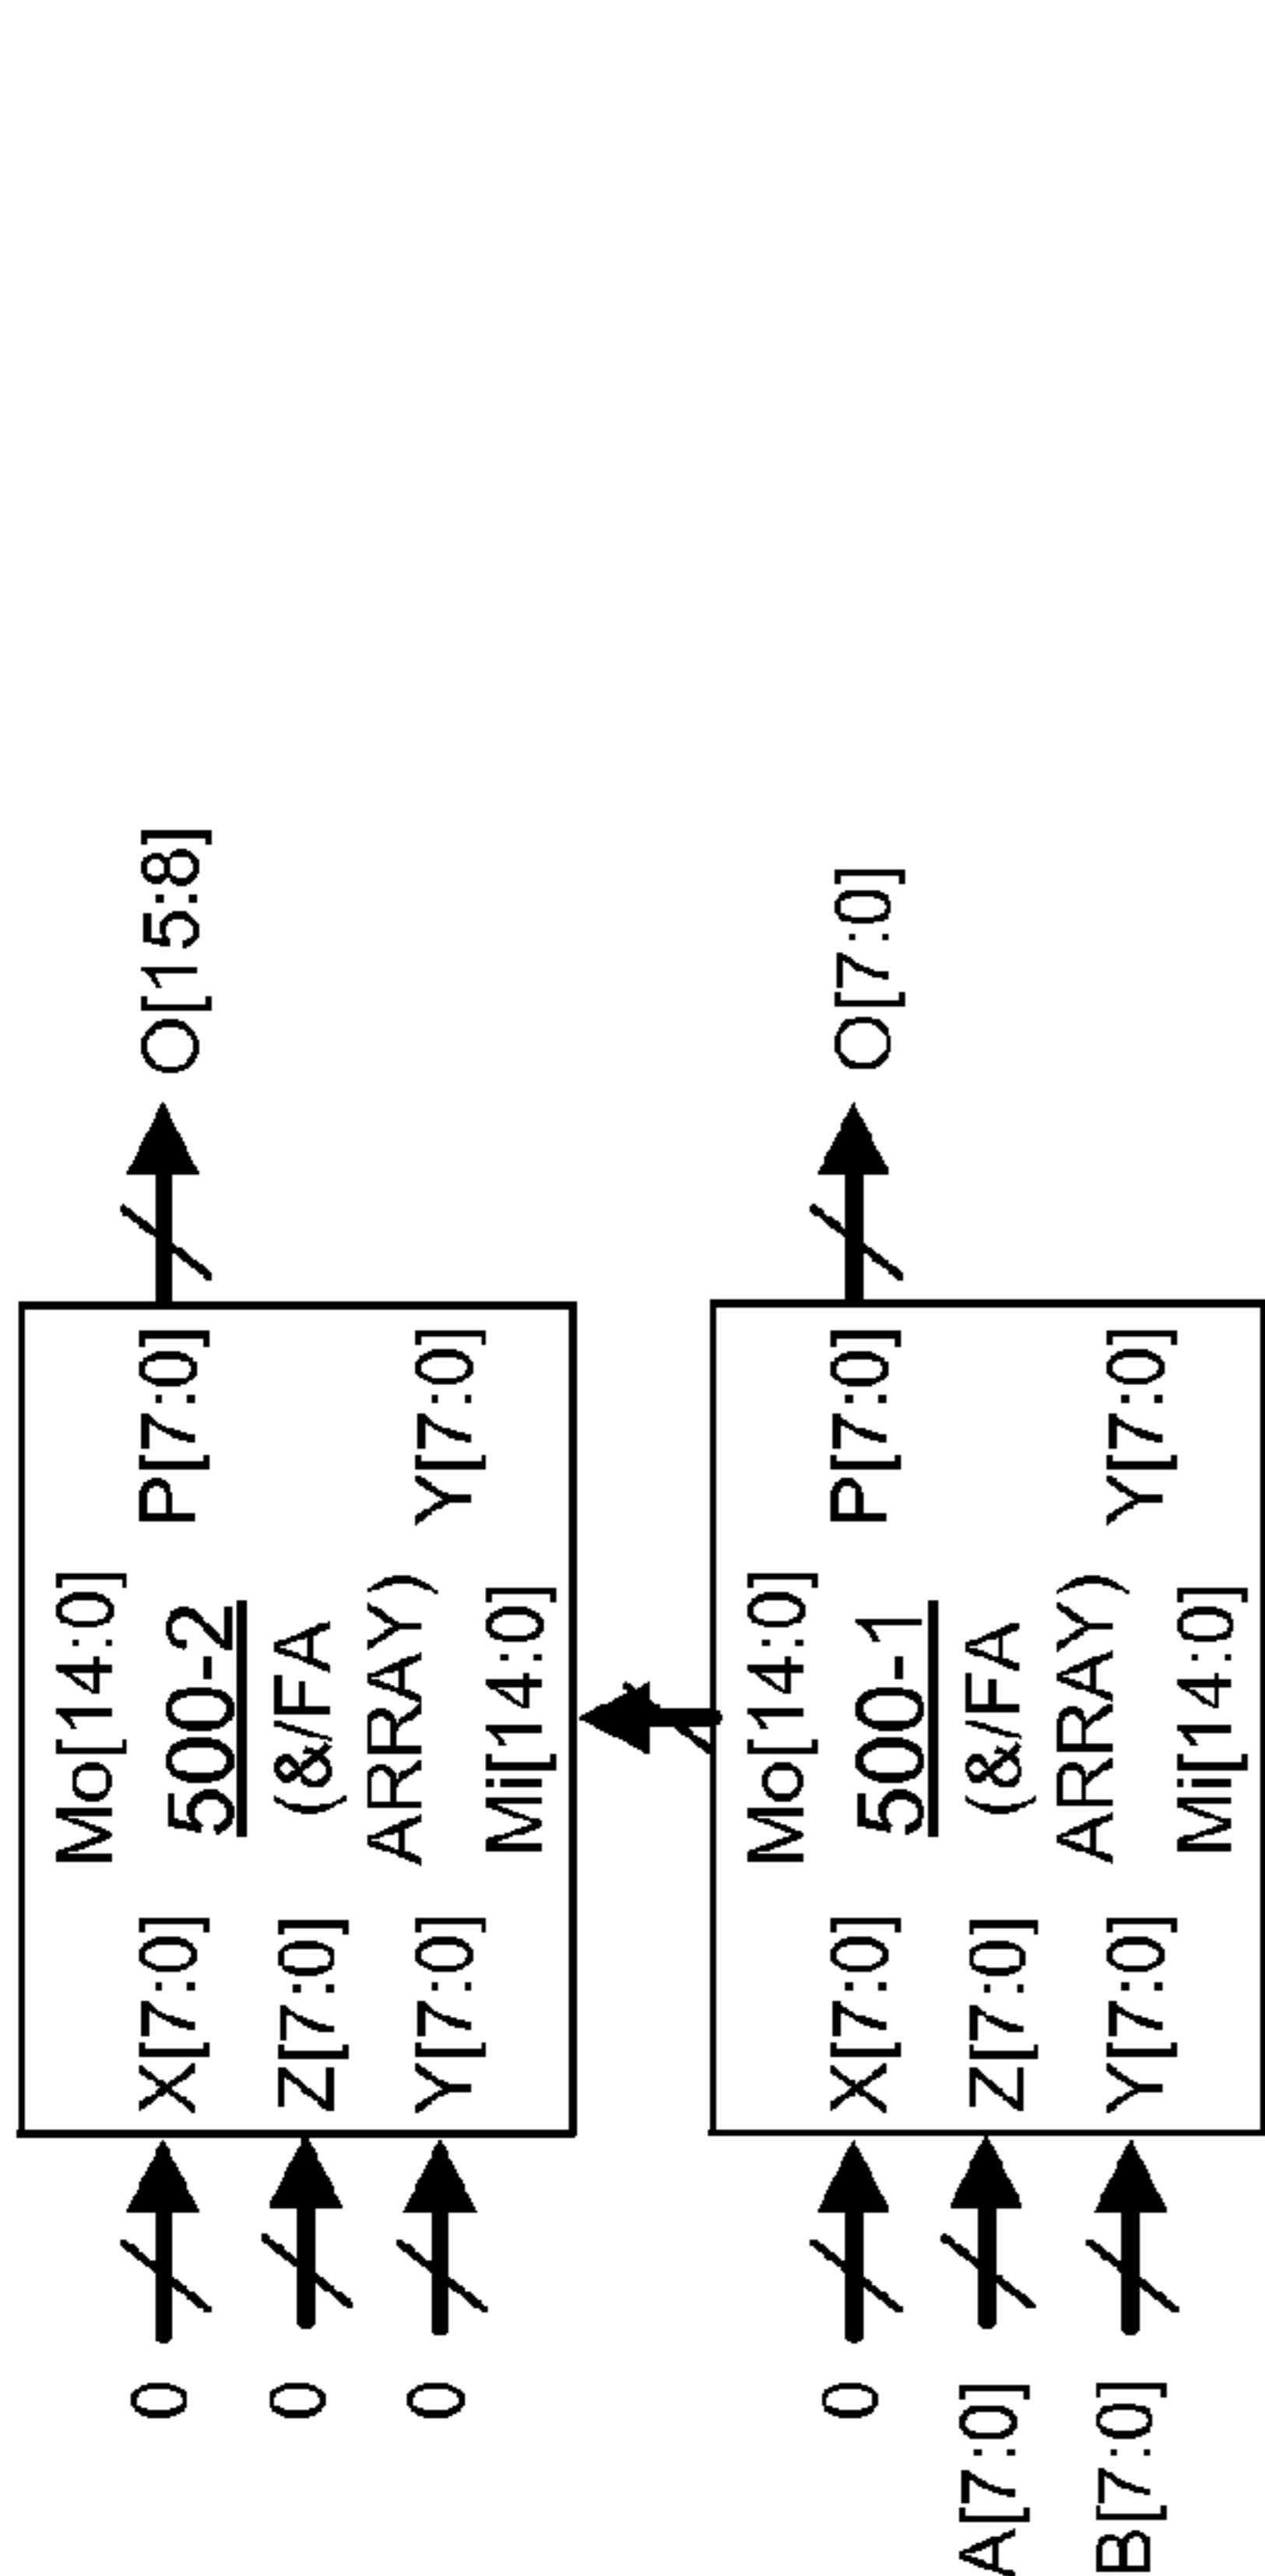 Mo[14:0]
0 X[7:0] 500-2 P[7:0] O[15:8]
0 Z[7:0] (&/FA
0 Y[7:0] ARRAY) Y[7:0]
Mi[14:0]
Mo[14:0]
0 X[7:0] 500-1 P[7:0] O[7:0]
A[7:0] Z[7:0] (&/FA
B[7:0] Y[7:0] ARRAY) Y[7:0]
Mi[14:0]